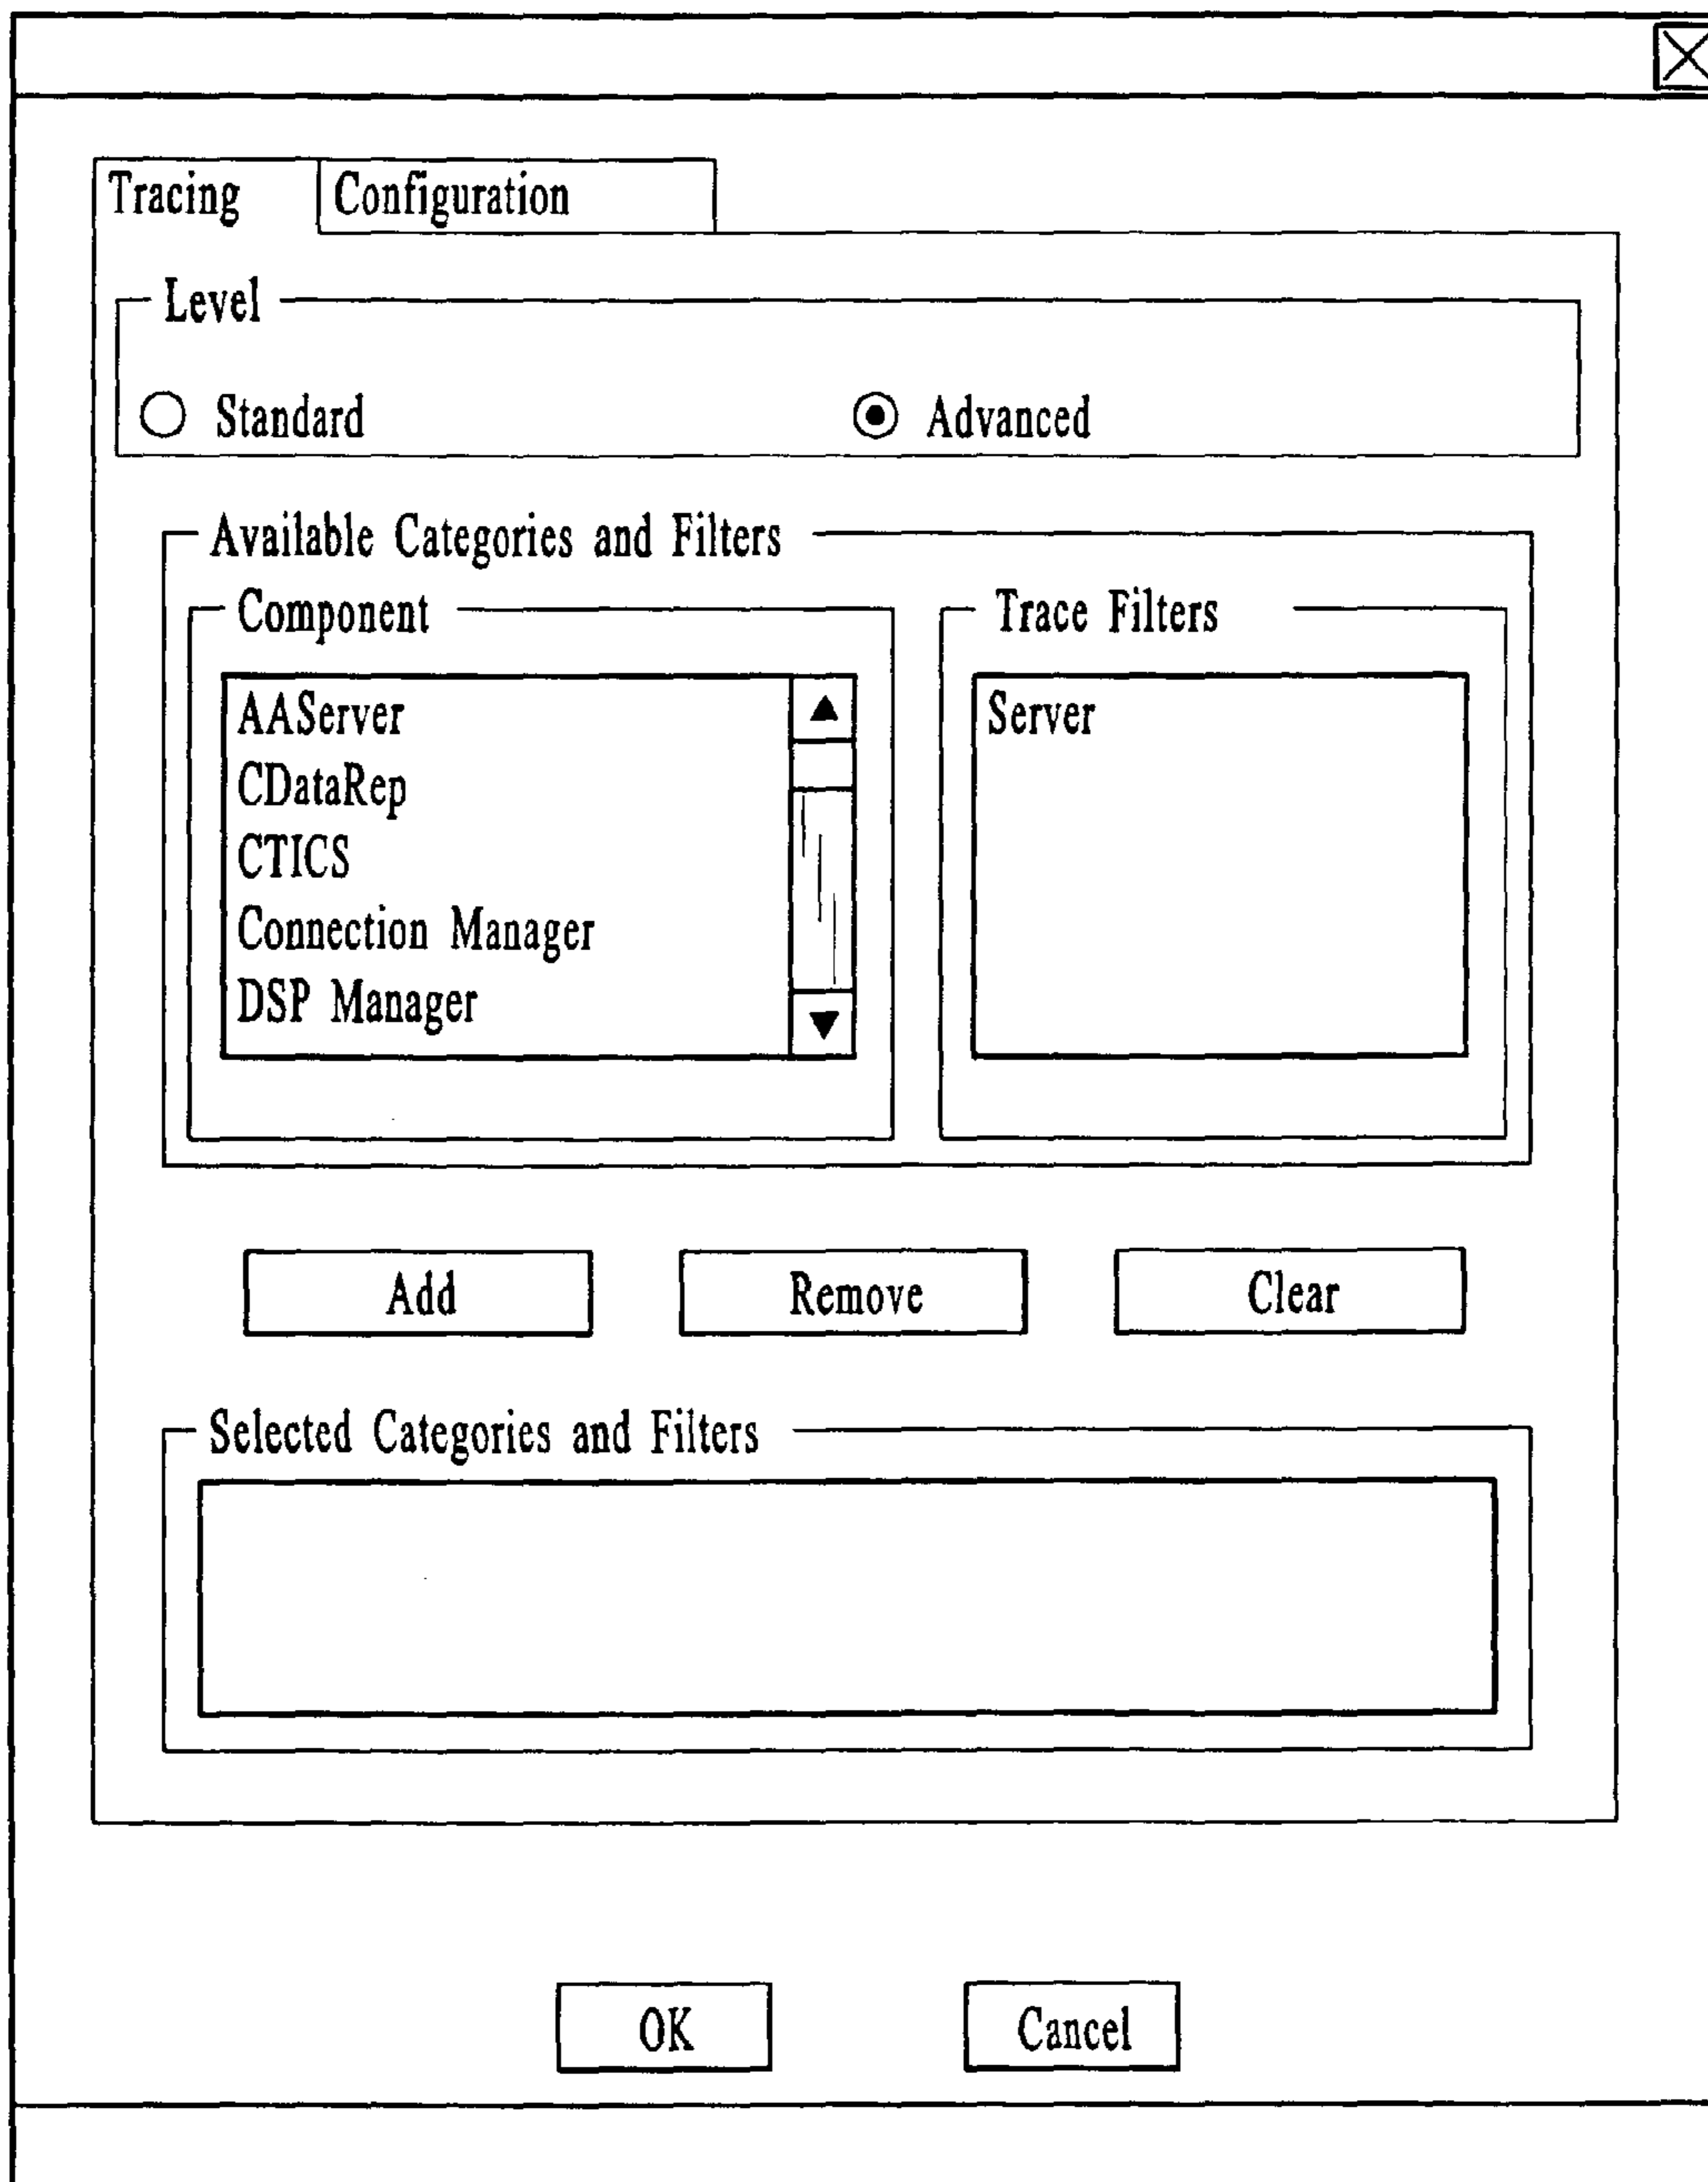 Tracing Configuration
Level
Standard Advanced
Available Categories and Filters
Component
AAServer
CDataRep
CTICS
Connection Manager
DSP Manager
Trace Filters
Server
Add Remove Clear
Selected Categories and Filters
OK Cancel